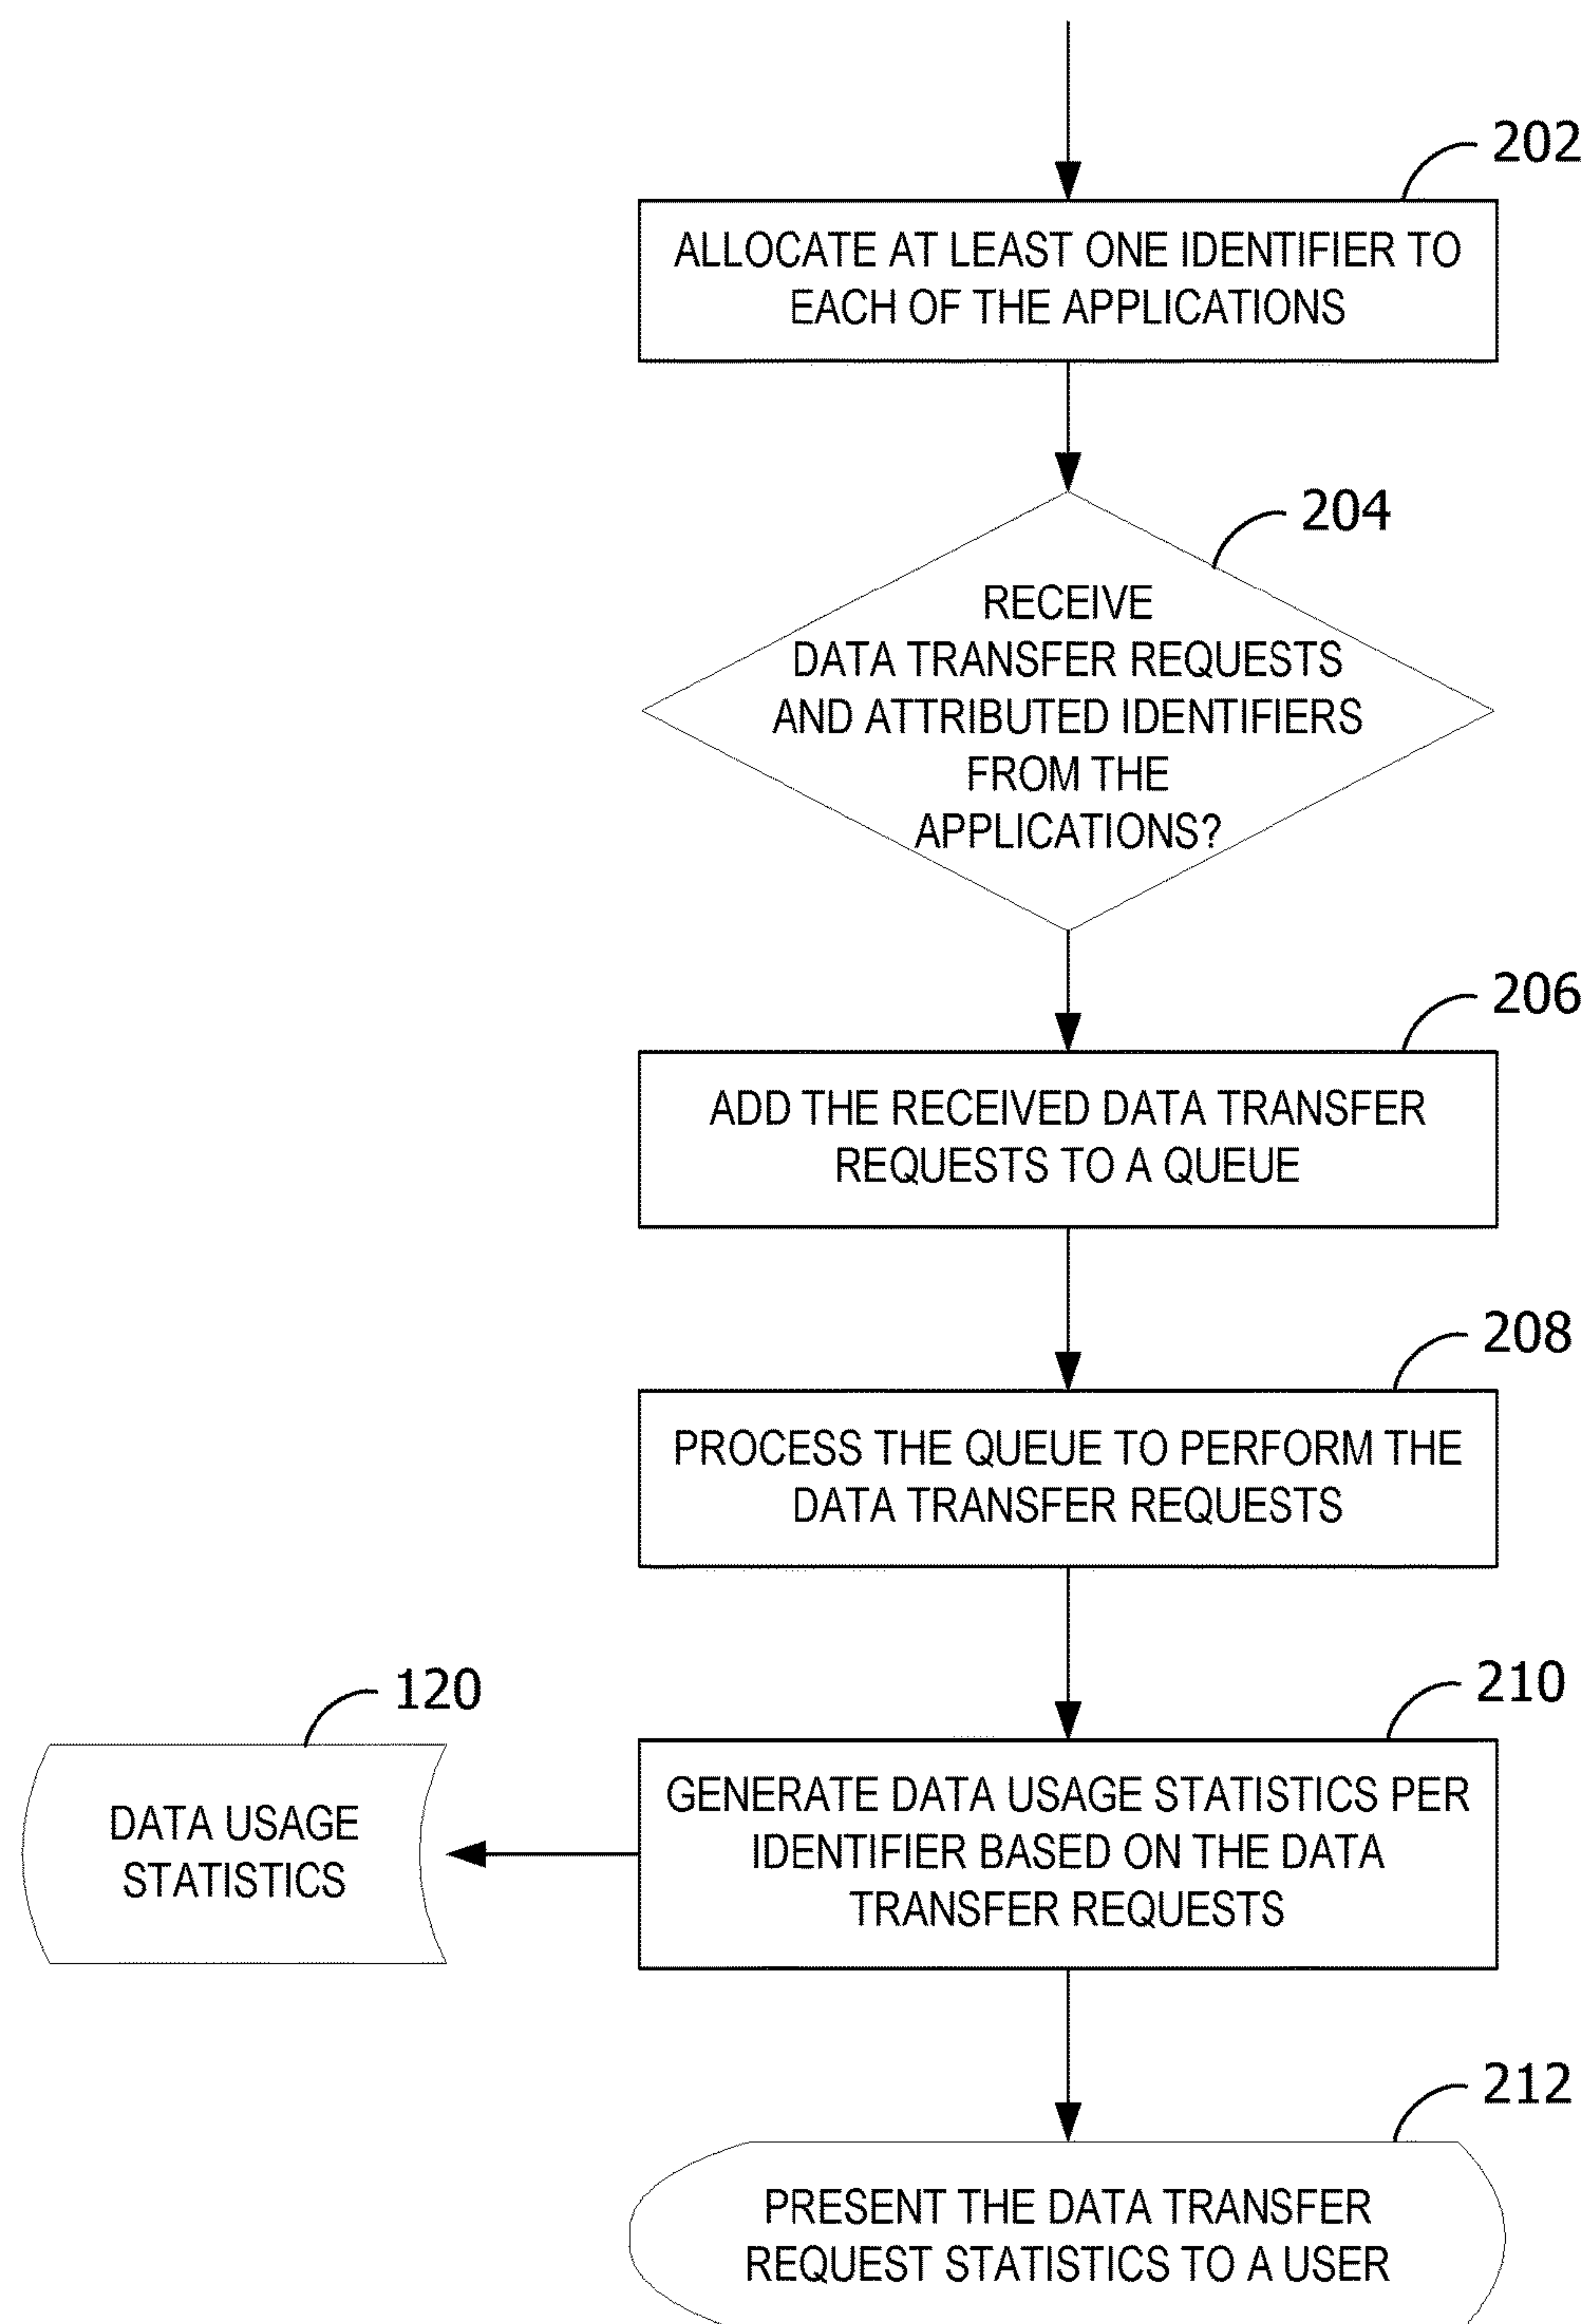 202
ALLOCATE AT LEAST ONE IDENTIFIER TO
EACH OF THE APPLICATIONS
204
RECEIVE
DATA TRANSFER REQUESTS
AND ATTRIBUTED IDENTIFIERS
FROM THE
APPLICATIONS?
206
ADD THE RECEIVED DATA TRANSFER
REQUESTS TO A QUEUE
208
PROCESS THE QUEUE TO PERFORM THE
DATA TRANSFER REQUESTS
120
DATA USAGE
STATISTICS
210
GENERATE DATA USAGE STATISTICS PER
IDENTIFIER BASED ON THE DATA
TRANSFER REQUESTS
212
PRESENT THE DATA TRANSFER
REQUEST STATISTICS TO A USER